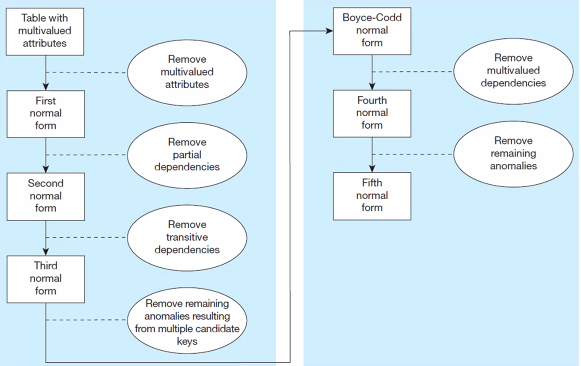 Table with
multivalued
attributes
Remove
multivalued
attributes
First
normal
form
Remove
partial
dependencies
Second
normal
form
Remove
transitive
dependencies
Third
normal
form
Remove remaining
anomalies resulting
from multiple candidate
keys
Boyce-Codd
normal
form
Remove
multivalued
dependencies
Fourth
normal
form
Remove
remaining
anomalies
Fifth
normal
form